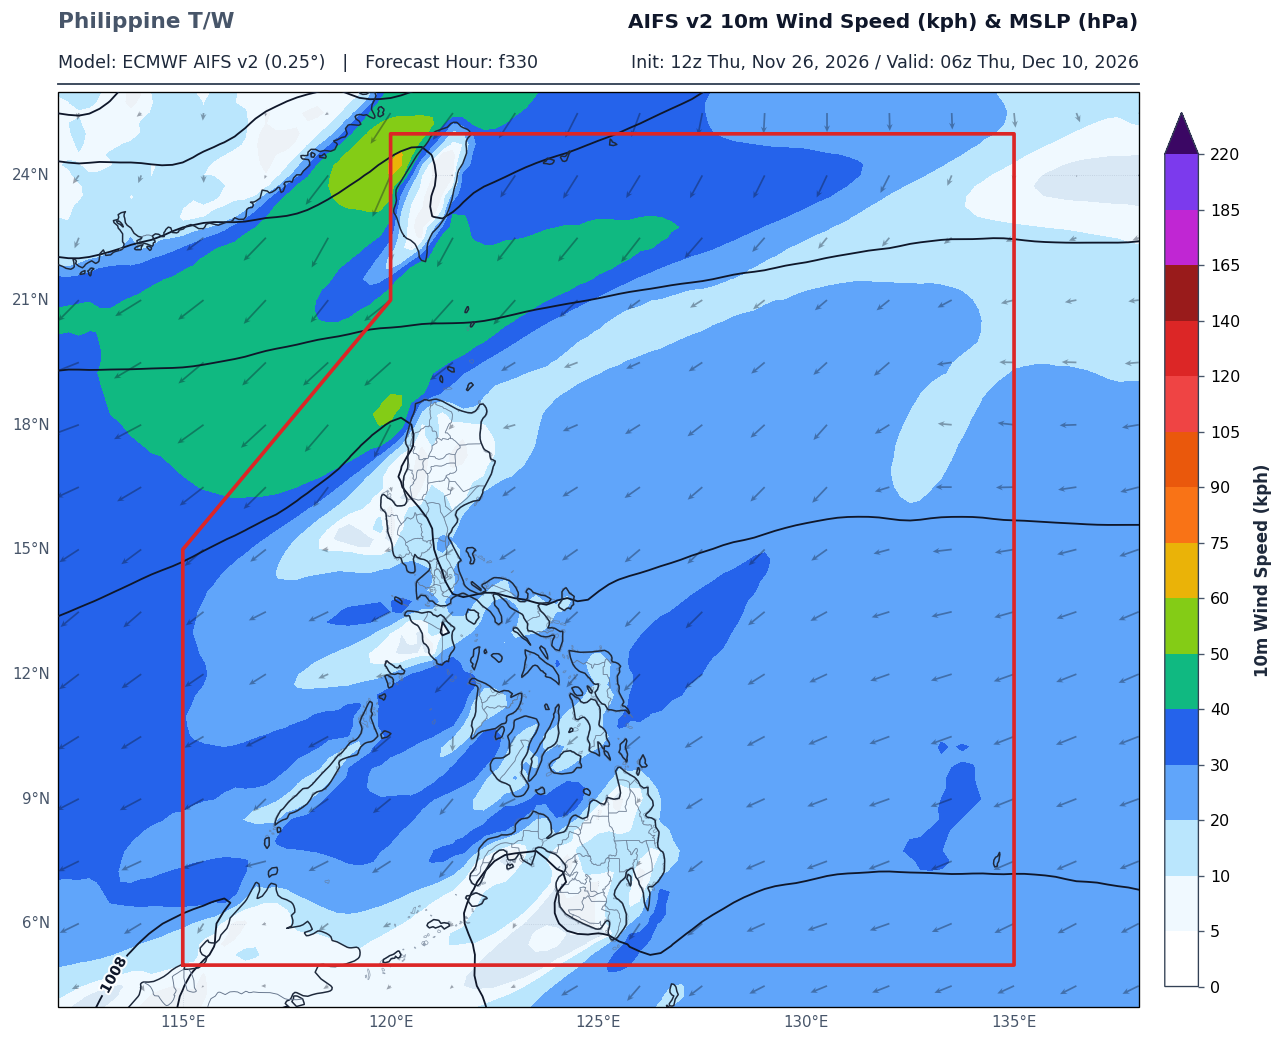 Philippine T/W
AIFS v2 10m Wind Speed (kph) & MSLP (hPa)
Model: ECMWF AIFS v2 (0.25°) | Forecast Hour: f330
Init: 12z Thu, Nov 26, 2026 / Valid: 06z Thu, Dec 10, 2026
24°N
21°N
18°N
15°N
12°N
9°N
6°N
1008
115°E
120°E
125°E
130°E
135°E
220
185
165
140
120
105
90
75
60
50
40
30
20
10
5
0
10m Wind Speed (kph)